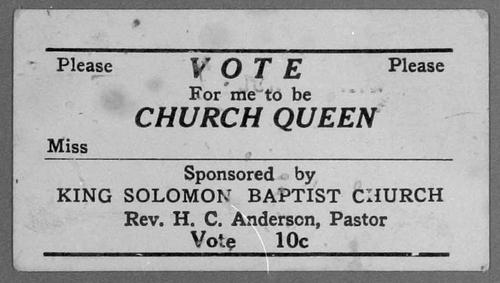 Please VOTE Please
For me to be
CHURCH QUEEN
Miss
Sponsored by
KING SOLOMON BAPTIST CHURCH
Rev. H. C. Anderson, Pastor
Vote 10c